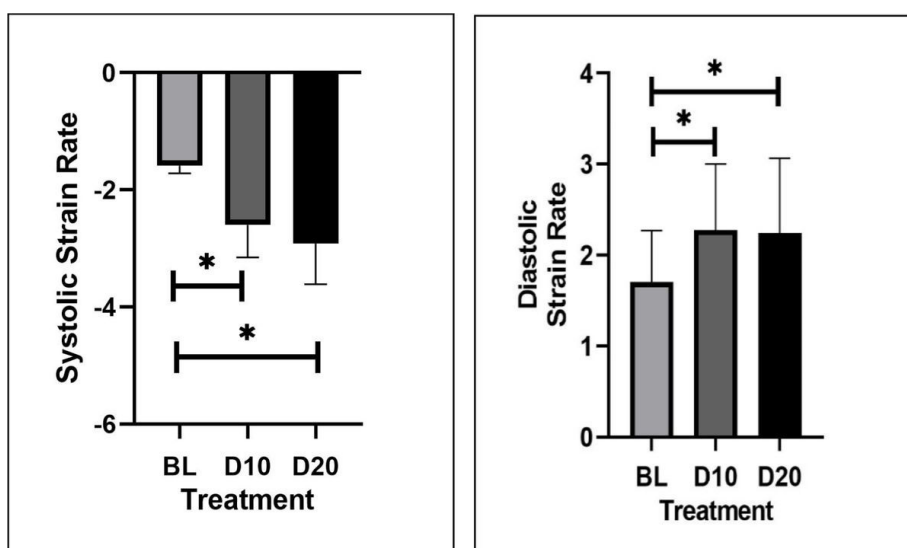 Systolic Strain Rate
0
-2
-4
-6
*
*
BL D10 D20
Treatment
Diastolic
Strain Rate
4
3
2
1
0
*
*
BL D10 D20
Treatment